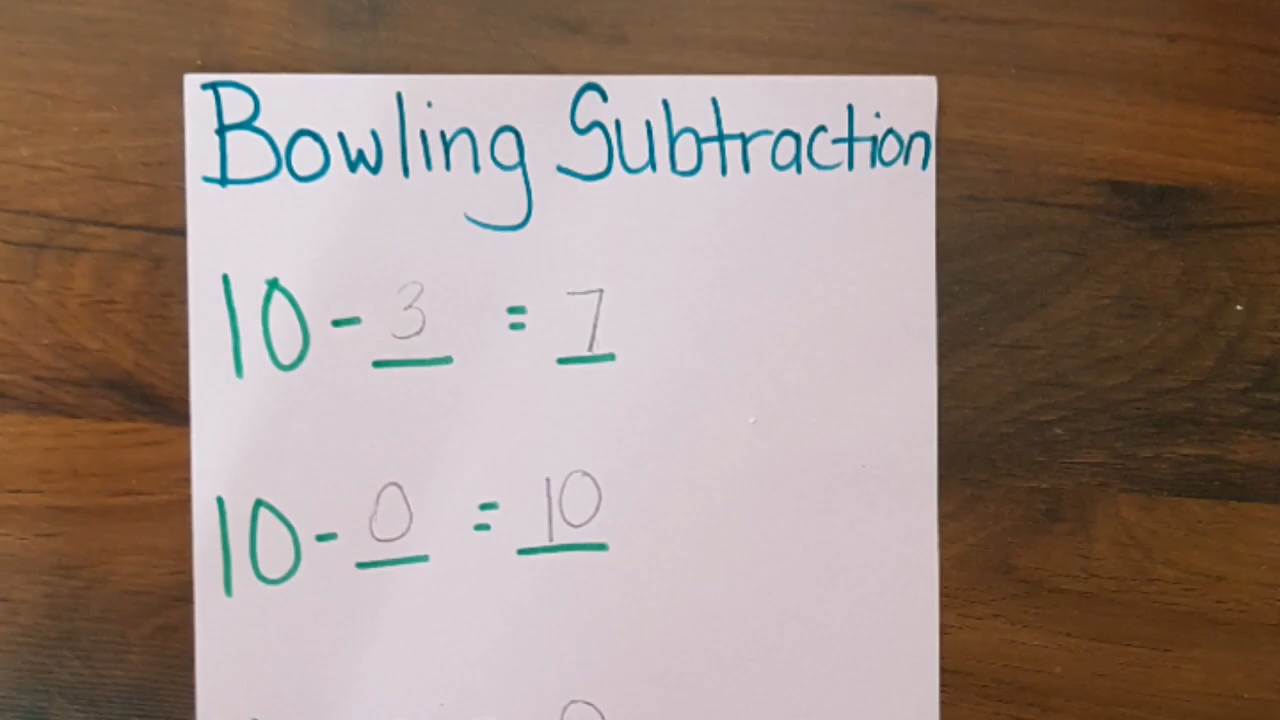 Bowling Subtraction
10 - 3 = 7
10 - 0 = 10